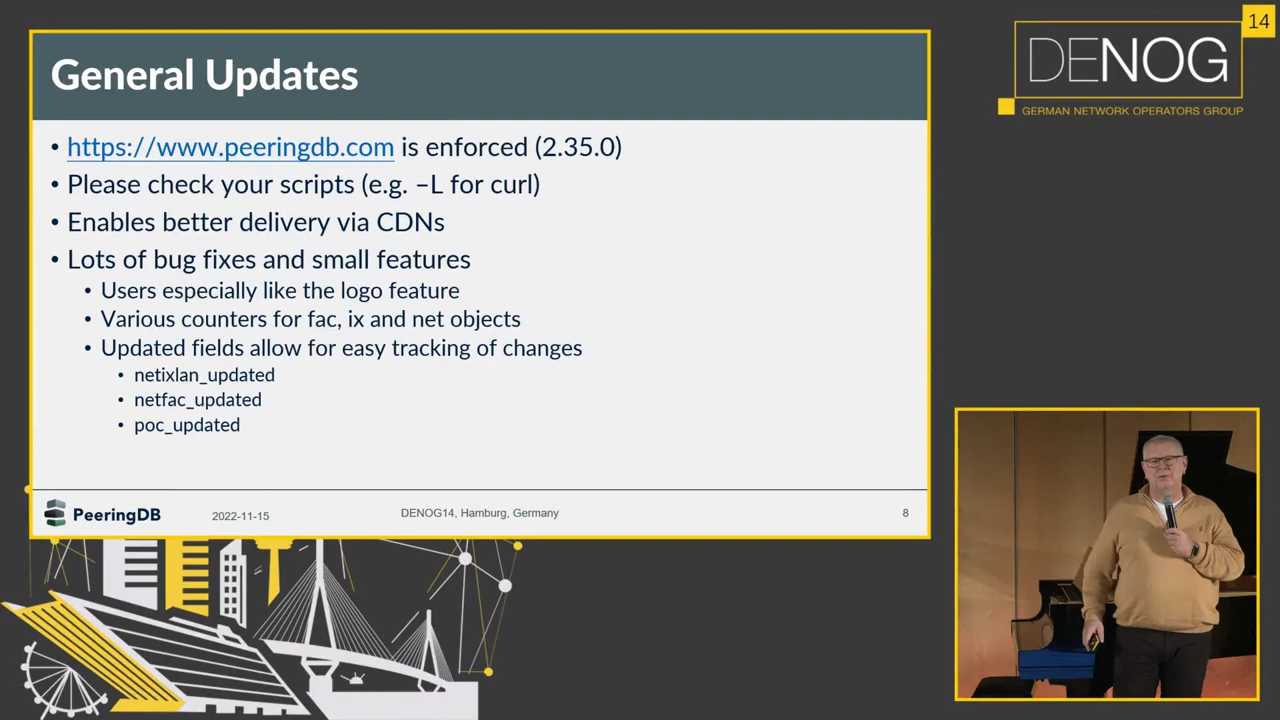 General Updates
• https://www.peeringdb.com is enforced (2.35.0)
• Please check your scripts (e.g. –L for curl)
• Enables better delivery via CDNs
• Lots of bug fixes and small features
• Users especially like the logo feature
• Various counters for fac, ix and net objects
• Updated fields allow for easy tracking of changes
• netixlan_updated
• netfac_updated
• poc_updated
PeeringDB
2022-11-15
DENOG14, Hamburg, Germany
8
14
DENOG
GERMAN NETWORK OPERATORS GROUP